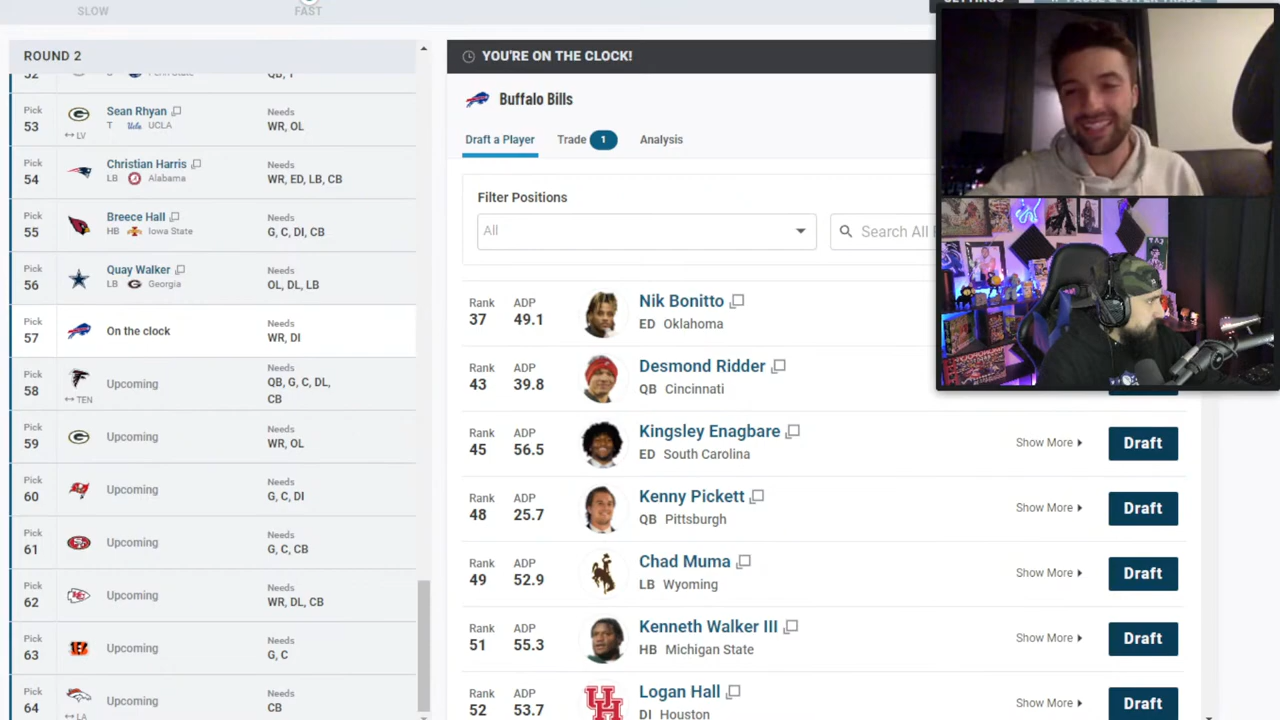 SLOW
FAST
ROUND 2
QB, T
Pick
53
LV
Sean Rhyan
T Ucla UCLA
Needs
WR, OL
Pick
54
Christian Harris
LB Alabama
Needs
WR, ED, LB, CB
Pick
55
Breece Hall
HB Iowa State
Needs
G, C, DI, CB
Pick
56
Quay Walker
LB Georgia
Needs
OL, DL, LB
Pick
57
On the clock
Needs
WR, DI
Pick
58
TEN
Upcoming
Needs
QB, G, C, DL,
CB
Pick
59
Upcoming
Needs
WR, OL
Pick
60
Upcoming
Needs
G, C, DI
Pick
61
Upcoming
Needs
G, C, CB
Pick
62
Upcoming
Needs
WR, DL, CB
Pick
63
Upcoming
Needs
G, C
Pick
64
LA
Upcoming
Needs
CB
YOU'RE ON THE CLOCK!
Buffalo Bills
Draft a Player
Trade 1
Analysis
Filter Positions
All
Search All
Rank ADP
37 49.1
Nik Bonitto
ED Oklahoma
Rank ADP
43 39.8
Desmond Ridder
QB Cincinnati
Rank ADP
45 56.5
Kingsley Enagbare
ED South Carolina
Show More
Draft
Rank ADP
48 25.7
Kenny Pickett
QB Pittsburgh
Show More
Draft
Rank ADP
49 52.9
Chad Muma
LB Wyoming
Show More
Draft
Rank ADP
51 55.3
Kenneth Walker III
HB Michigan State
Show More
Draft
Rank ADP
52 53.7
Logan Hall
DI Houston
Show More
Draft